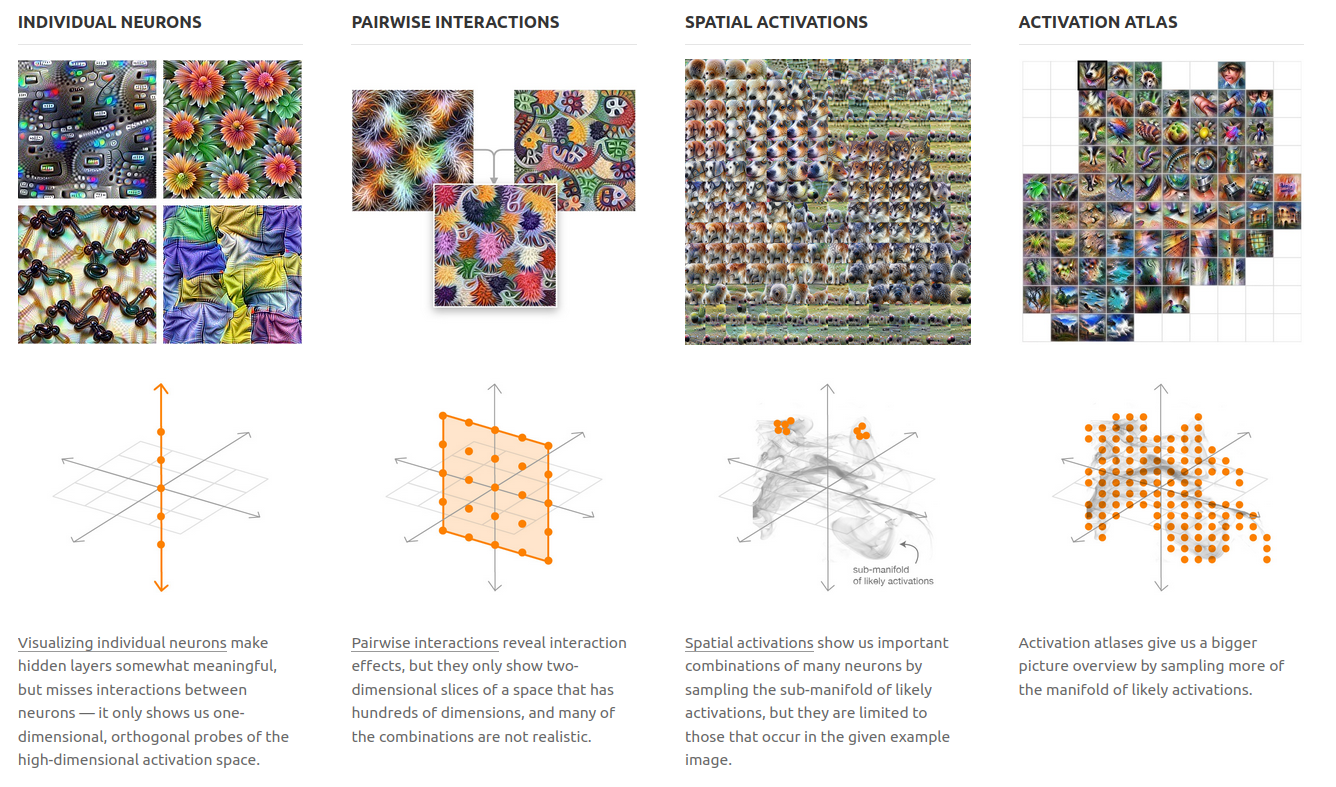 INDIVIDUAL NEURONS
PAIRWISE INTERACTIONS
SPATIAL ACTIVATIONS
ACTIVATION ATLAS
sub-manifold
of likely activations
Visualizing individual neurons make
hidden layers somewhat meaningful,
but misses interactions between
neurons — it only shows us one-
dimensional, orthogonal probes of the
high-dimensional activation space.
Pairwise interactions reveal interaction
effects, but they only show two-
dimensional slices of a space that has
hundreds of dimensions, and many of
the combinations are not realistic.
Spatial activations show us important
combinations of many neurons by
sampling the sub-manifold of likely
activations, but they are limited to
those that occur in the given example
image.
Activation atlases give us a bigger
picture overview by sampling more of
the manifold of likely activations.